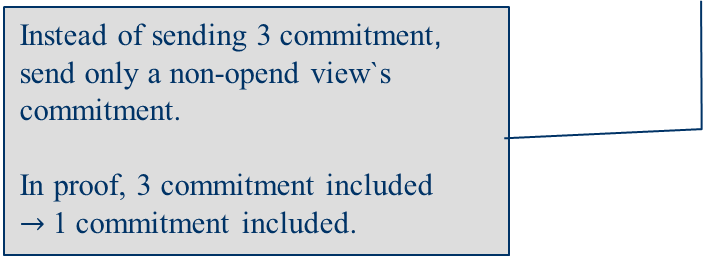 Instead of sending 3 commitment,
send only a non-opend view`s
commitment.
In proof, 3 commitment included
→ 1 commitment included.